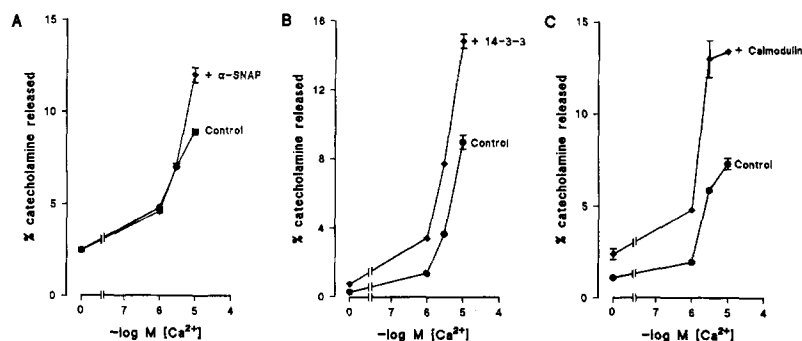 A
% catecholamine released
15
10
5
0
+ α-SNAP
Control
0 7 6 5 4
-log M [Ca²⁺]
B
% catecholamine released
16
12
8
4
0
+ 14-3-3
Control
0 7 6 5 4
-log M [Ca²⁺]
C
% catecholamine released
15
10
5
0
+ Calmodulin
Control
0 7 6 5 4
-log M [Ca²⁺]